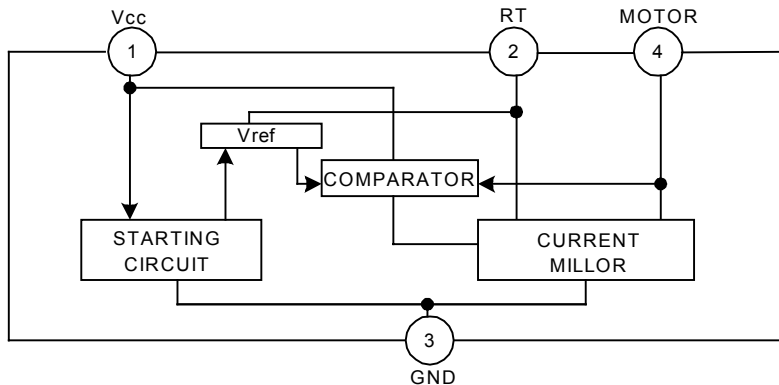 Vcc
RT
MOTOR
1
2
4
Vref
COMPARATOR
STARTING
CIRCUIT
CURRENT
MILLOR
3
GND